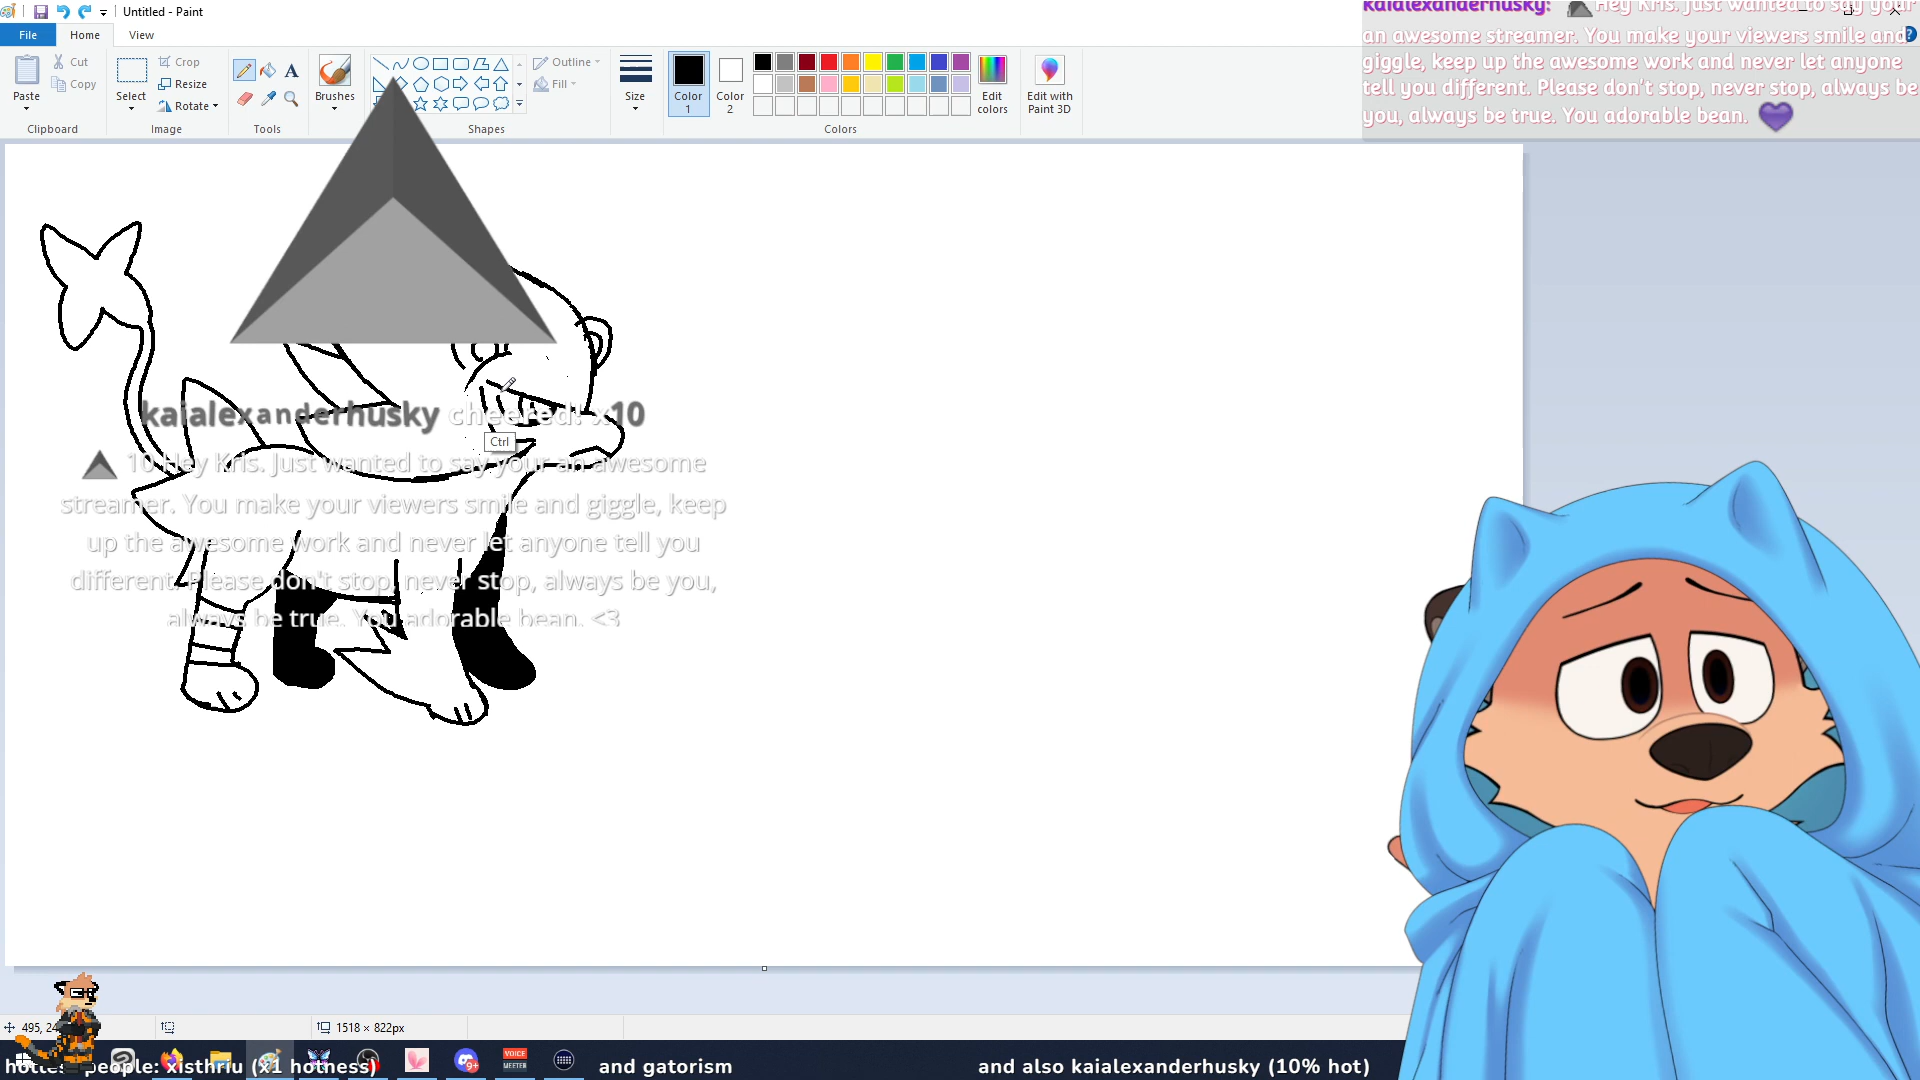 Untitled - Paint
File
Home
View
Paste
Cut
Copy
Clipboard
Select
Crop
Resize
Rotate
Image
Tools
Brushes
Shapes
Outline
Fill
Size
Color
1
Color
2
Edit
colors
Colors
Edit with
Paint 3D
kaialexanderhusky: Hey Kris. Just wanted to say your
an awesome streamer. You make your viewers smile and
giggle, keep up the awesome work and never let anyone
tell you different. Please don't stop, never stop, always be
you, always be true. You adorable bean.
kaialexanderhusky cheered! x10
Ctrl
10 Hey Kris. Just wanted to say your an awesome
streamer. You make your viewers smile and giggle, keep
up the awesome work and never let anyone tell you
different. Please don't stop, never stop, always be you,
always be true. You adorable bean. <3
495,
1518 × 822px
9+
VOICE
MEETER
people: xisthriu (x1 hotness)
and gatorism
and also kaialexanderhusky (10% hot)